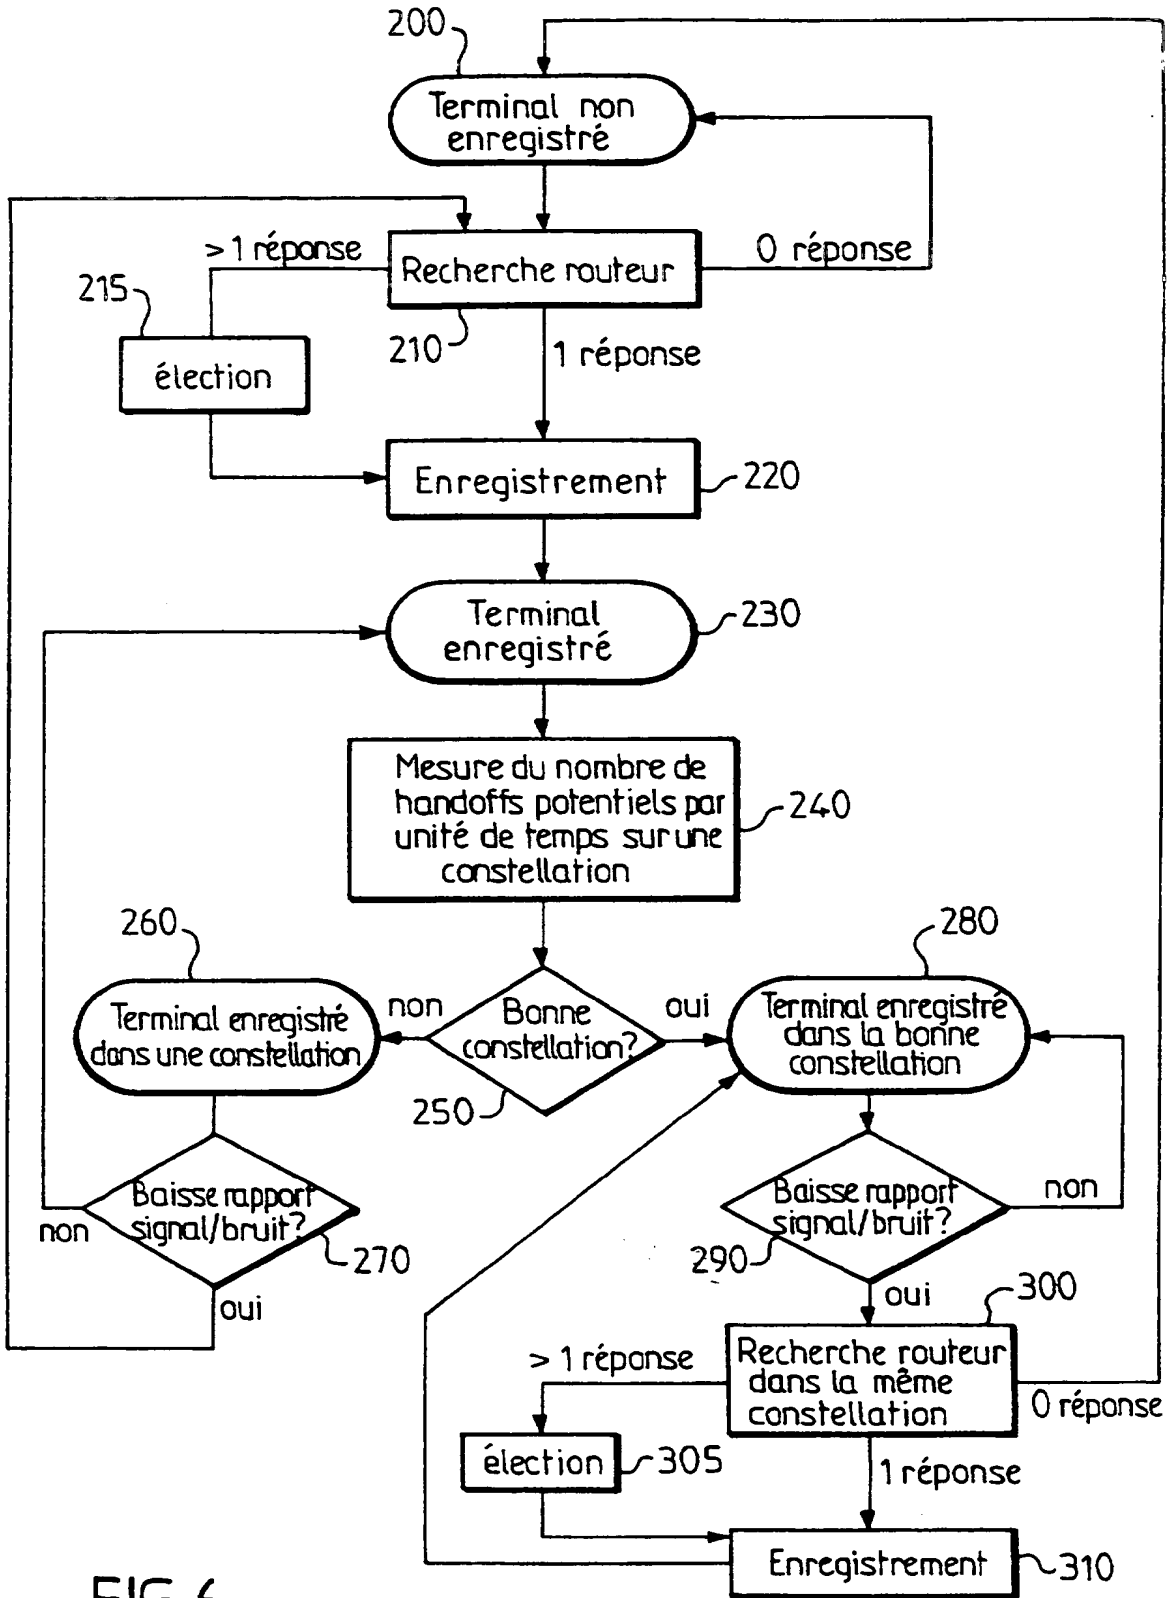 200
Terminal non
enregistré
> 1 réponse
Recherche routeur
0 réponse
215
210
1 réponse
élection
Enregistrement
220
Terminal
enregistré
230
Mesure du nombre de
handoffs potentiels par
unité de temps sur une
constellation
240
260
280
Terminal enregistré
dans une constellation
non
Bonne
constellation?
oui
Terminal enregistré
dans la bonne
constellation
250
Baisse rapport
signal/bruit?
non
270
oui
Baisse rapport
signal/bruit?
non
290
oui
300
> 1 réponse
Recherche routeur
dans la même
constellation
0 réponse
élection
305
1 réponse
Enregistrement
310
FIG.6